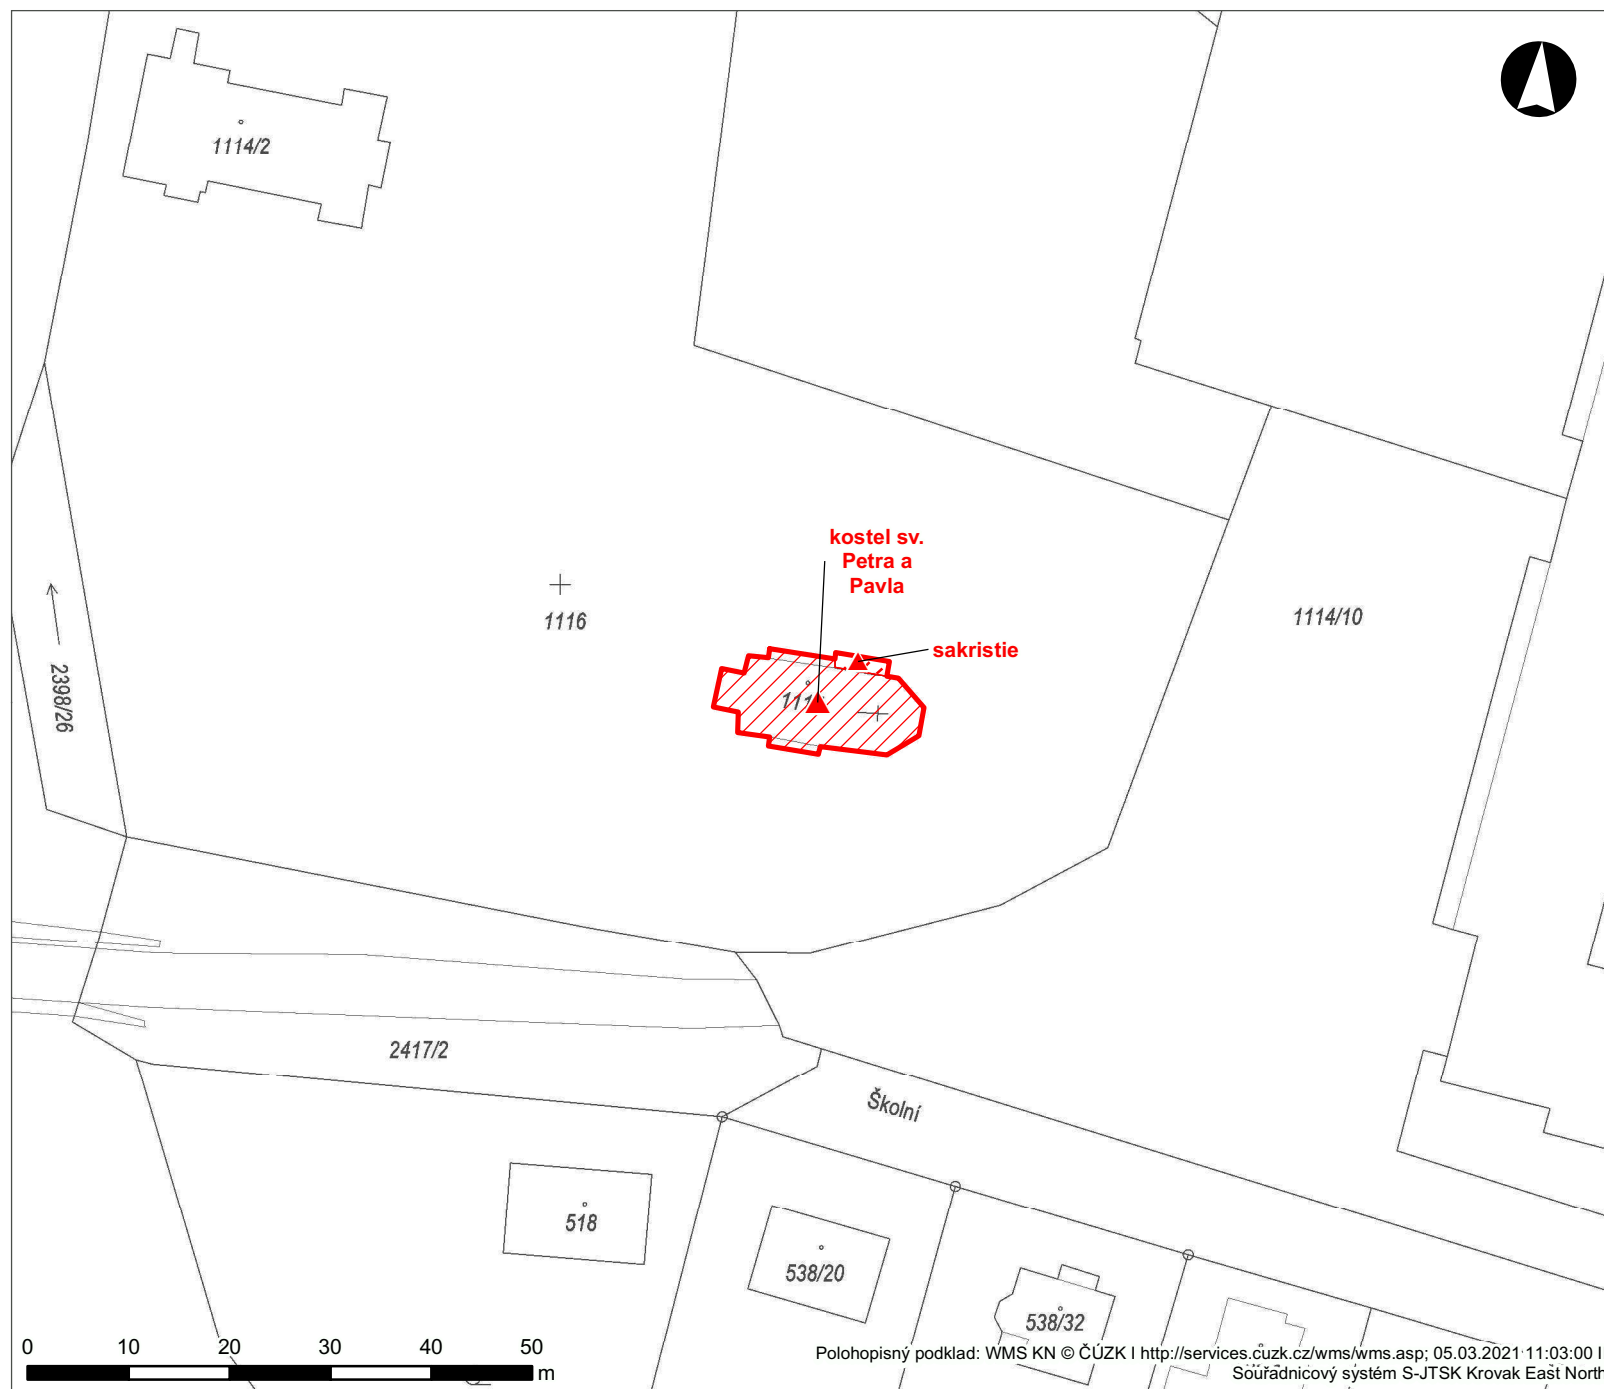 1114/2
kostel sv.
Petra a
Pavla
1116
1114/10
sakristie
2398/26
2417/2
Školní
518
538/20
538/32
0 10 20 30 40 50
m
Polohopisný podklad: WMS KN © ČÚZK I http://services.cuzk.cz/wms/wms.asp; 05.03.2021 11:03:00 I
Souřadnicový systém S-JTSK Krovak East North